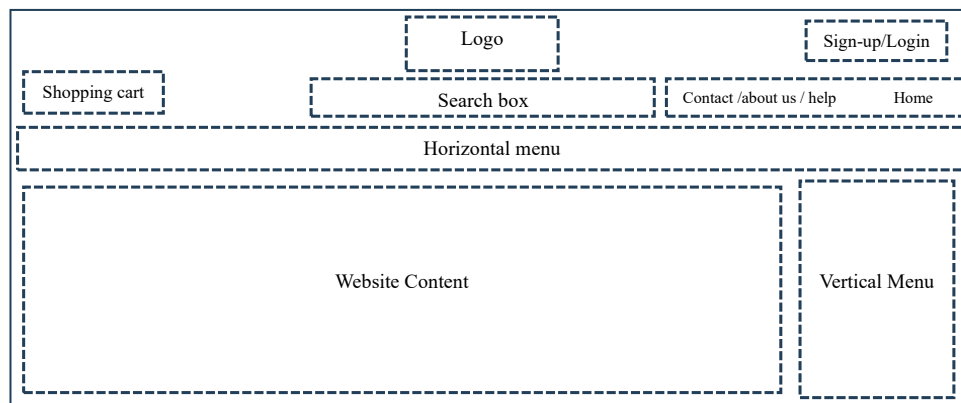 Logo
Sign-up/Login
Shopping cart
Search box
Contact /about us / help Home
Horizontal menu
Website Content
Vertical Menu